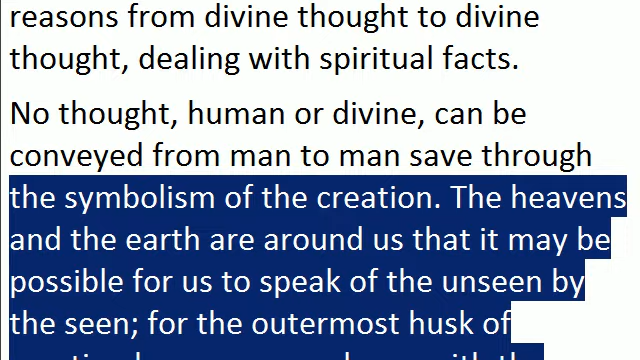 reasons from divine thought to divine
thought, dealing with spiritual facts.
No thought, human or divine, can be
conveyed from man to man save through
the symbolism of the creation. The heavens
and the earth are around us that it may be
possible for us to speak of the unseen by
the seen; for the outermost husk of